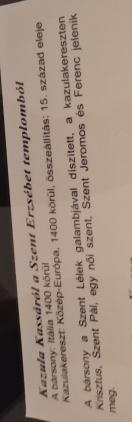 Kazula Kassáról a Szent Erzsébet templomból
A bársony: Itália 1400 körül
Kazulakereszt: Közép-Európa, 1400 körül, összeállítás: 15. század eleje
A bársony a Szent Lélek galambjával díszített, a kazulakereszten
Krisztus, Szent Pál, egy női szent, Szent Jeromos és Ferenc jelenik
meg.